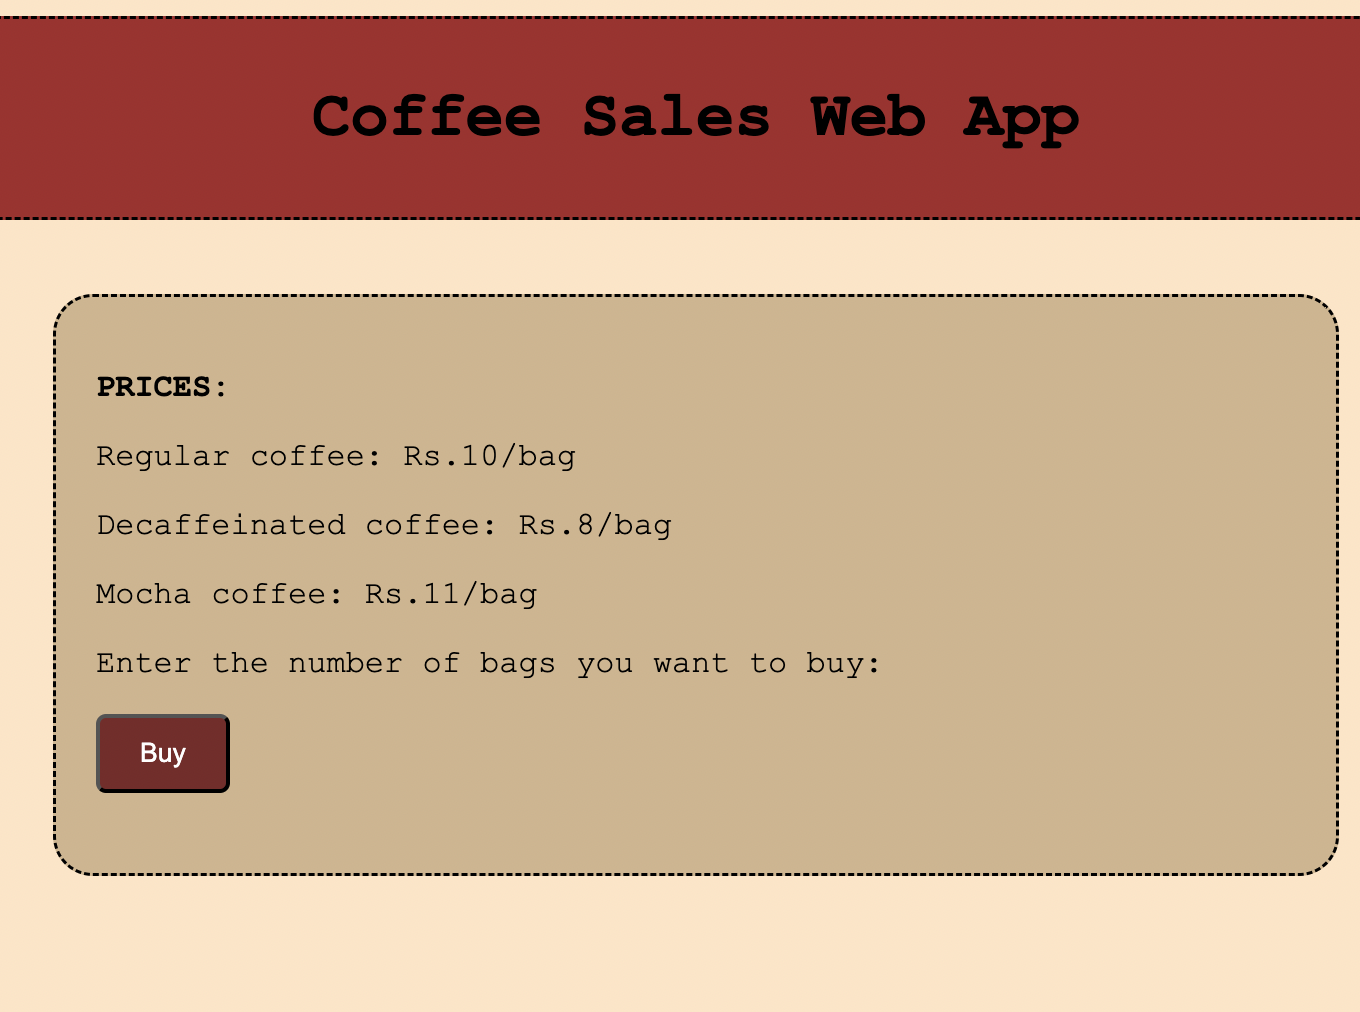 Coffee Sales Web App
PRICES:
Regular coffee: Rs.10/bag
Decaffeinated coffee: Rs.8/bag
Mocha coffee: Rs.11/bag
Enter the number of bags you want to buy:
Buy